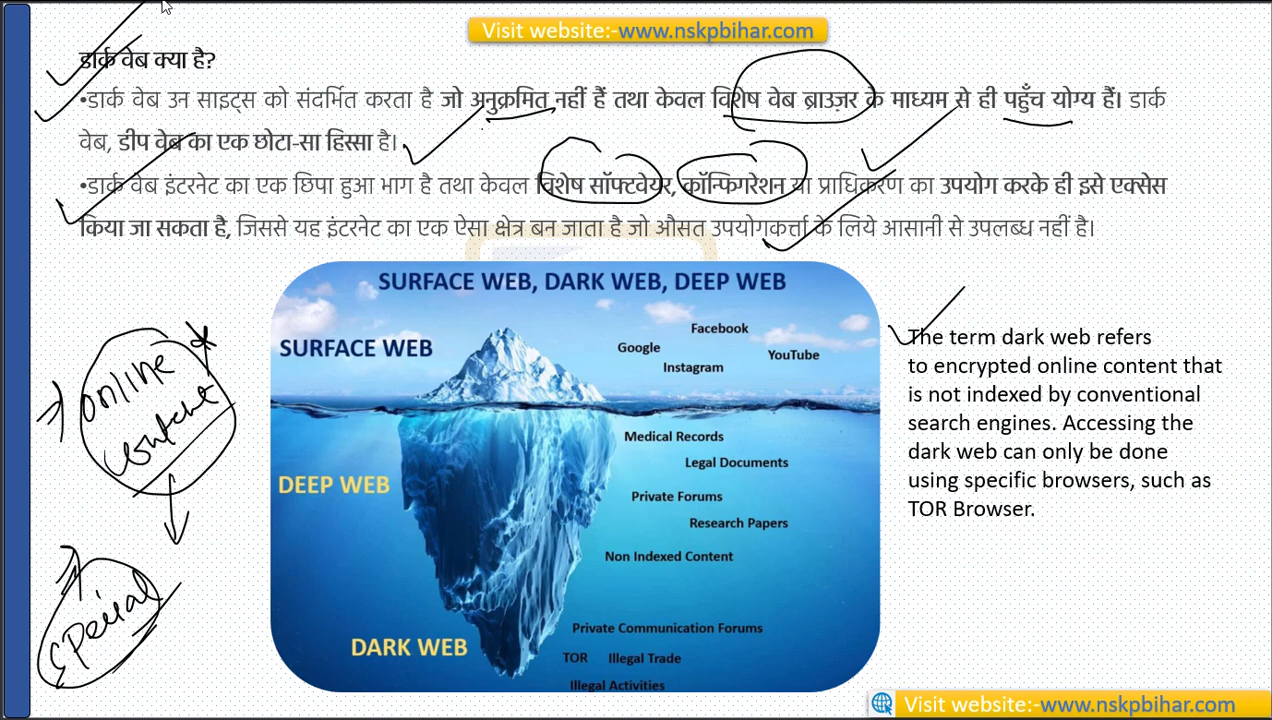 Visit website:-www.nskpbihar.com
डार्क वेब क्या है?
•डार्क वेब उन साइट्स को संदर्भित करता है जो अनुक्रमित नहीं हैं तथा केवल विशेष वेब ब्राउज़र के माध्यम से ही पहुँच योग्य हैं। डार्क
वेब, डीप वेब का एक छोटा-सा हिस्सा है।
•डार्क वेब इंटरनेट का एक छिपा हुआ भाग है तथा केवल विशेष सॉफ्टवेयर, कॉन्फिगरेशन या प्राधिकरण का उपयोग करके ही इसे एक्सेस
किया जा सकता है, जिससे यह इंटरनेट का एक ऐसा क्षेत्र बन जाता है जो औसत उपयोगकर्त्ता के लिये आसानी से उपलब्ध नहीं है।
SURFACE WEB, DARK WEB, DEEP WEB
SURFACE WEB
Facebook
Google
YouTube
Instagram
Medical Records
Legal Documents
DEEP WEB
Private Forums
Research Papers
Non Indexed Content
Private Communication Forums
DARK WEB
TOR Illegal Trade
Illegal Activities
The term dark web refers
to encrypted online content that
is not indexed by conventional
search engines. Accessing the
dark web can only be done
using specific browsers, such as
TOR Browser.
online
content
special
Visit website:-www.nskpbihar.com